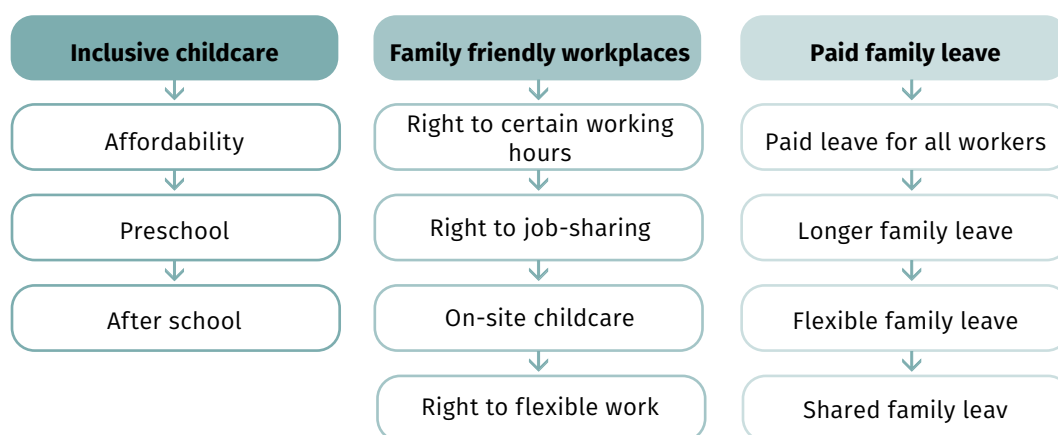 Inclusive childcare
Affordability
Preschool
After school
Family friendly workplaces
Right to certain working
hours
Right to job-sharing
On-site childcare
Right to flexible work
Paid family leave
Paid leave for all workers
Longer family leave
Flexible family leave
Shared family leav